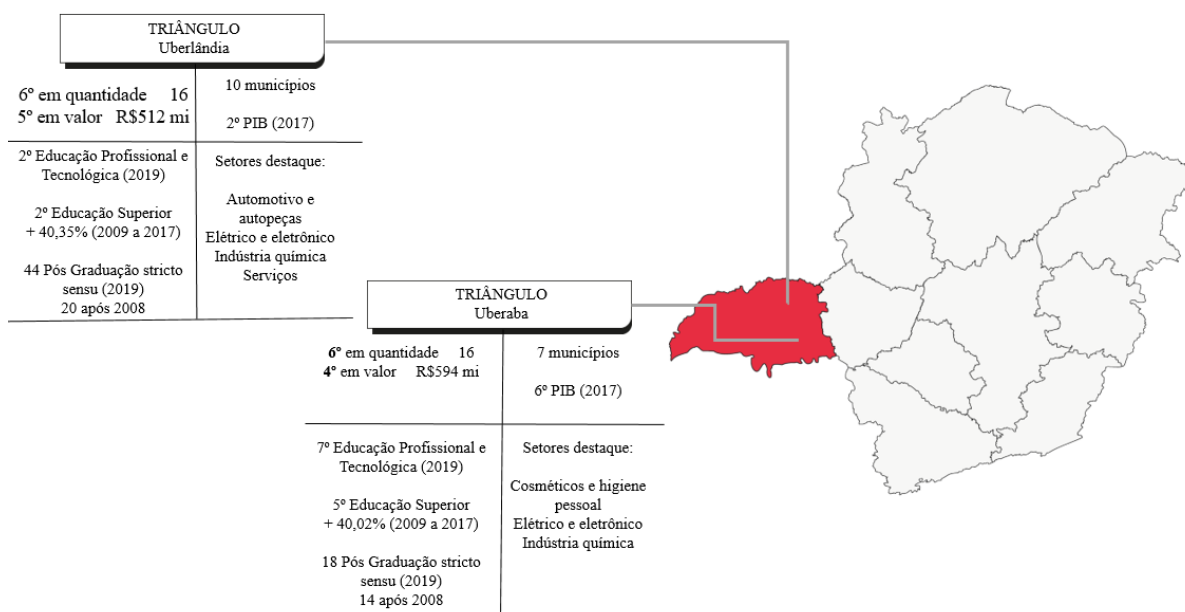 TRIÂNGULO
Uberlândia
6º em quantidade 16
5º em valor R$512 mi
10 municípios
2º PIB (2017)
2º Educação Profissional e
Tecnológica (2019)
2º Educação Superior
+ 40,35% (2009 a 2017)
44 Pós Graduação stricto
sensu (2019)
20 após 2008
Setores destaque:
Automotivo e
autopeças
Elétrico e eletrônico
Indústria química
Serviços
TRIÂNGULO
Uberaba
6º em quantidade 16
4º em valor R$594 mi
7 municípios
6º PIB (2017)
7º Educação Profissional e
Tecnológica (2019)
5º Educação Superior
+ 40,02% (2009 a 2017)
18 Pós Graduação stricto
sensu (2019)
14 após 2008
Setores destaque:
Cosméticos e higiene
pessoal
Elétrico e eletrônico
Indústria química